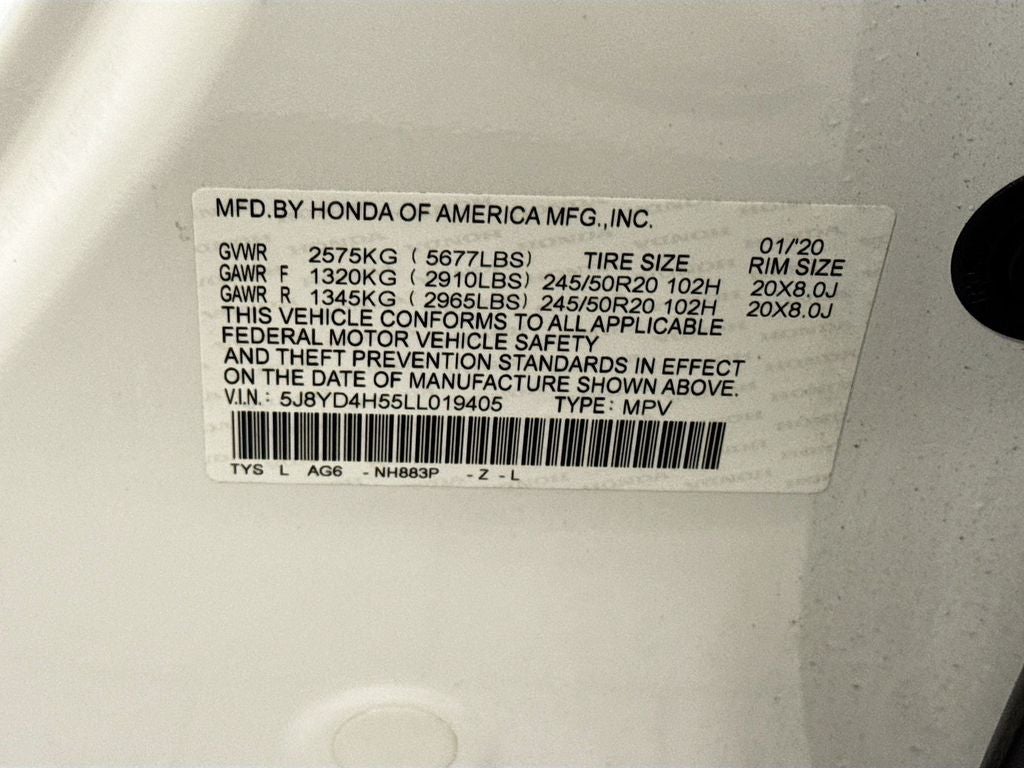 MFD.BY HONDA OF AMERICA MFG.,INC.
01/'20
GVWR 2575KG ( 5677LBS) TIRE SIZE RIM SIZE
GAWR F 1320KG ( 2910LBS) 245/50R20 102H 20X8.0J
GAWR R 1345KG ( 2965LBS) 245/50R20 102H 20X8.0J
THIS VEHICLE CONFORMS TO ALL APPLICABLE
FEDERAL MOTOR VEHICLE SAFETY
AND THEFT PREVENTION STANDARDS IN EFFECT
ON THE DATE OF MANUFACTURE SHOWN ABOVE.
V.I.N.: 5J8YD4H55LL019405 TYPE: MPV
TYS L AG6 -NH883P -Z -L